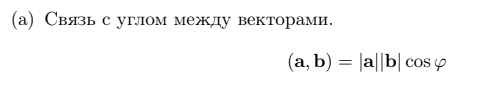 (а) Связь с углом между векторами.
(a, b) = |a||b| cos φ